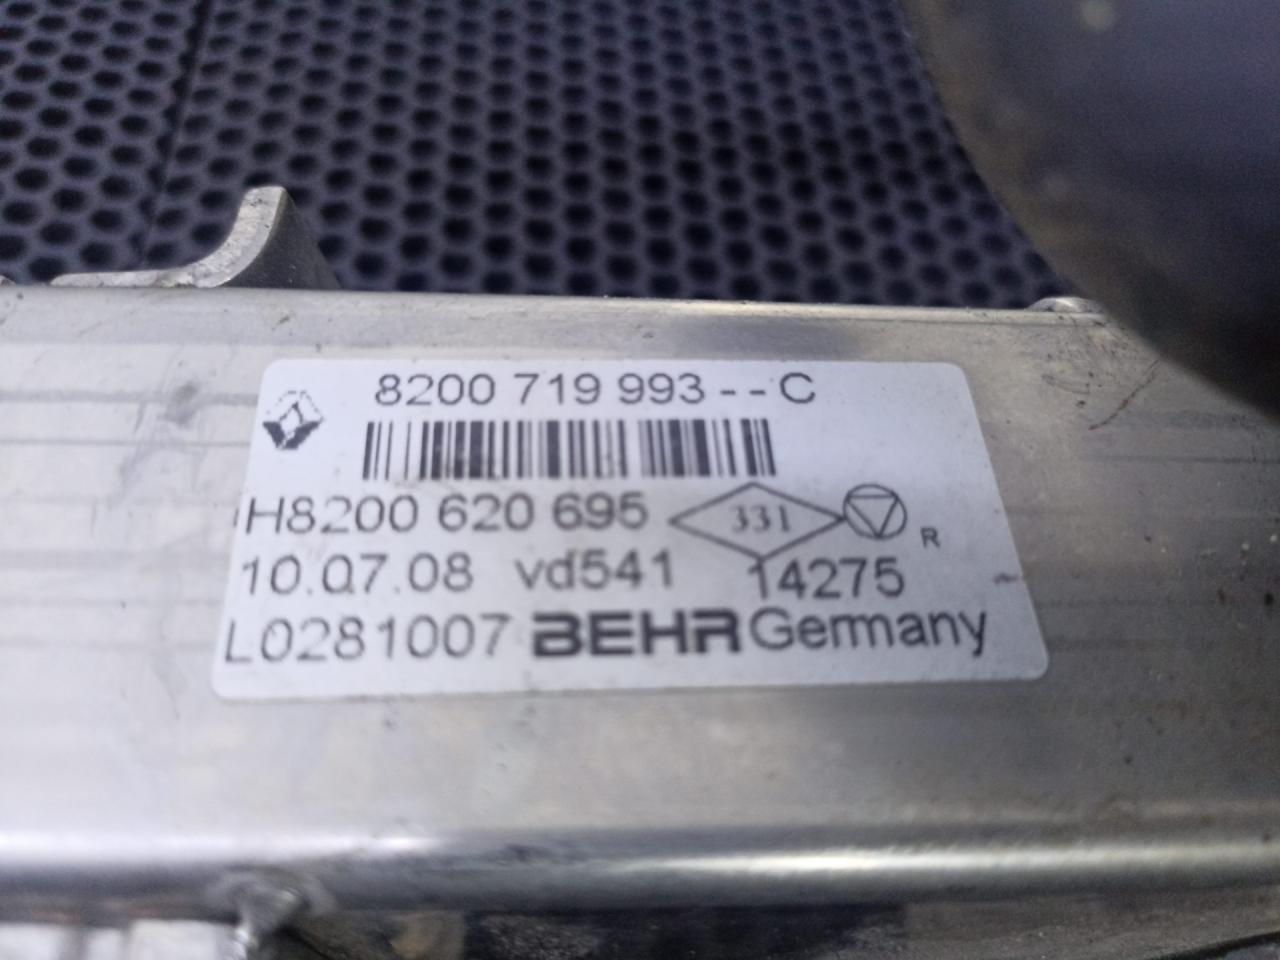 8200 719 993 - - C
H8200 620 695 331
R
10.07.08 vd541 14275
L0281007 BEHR Germany